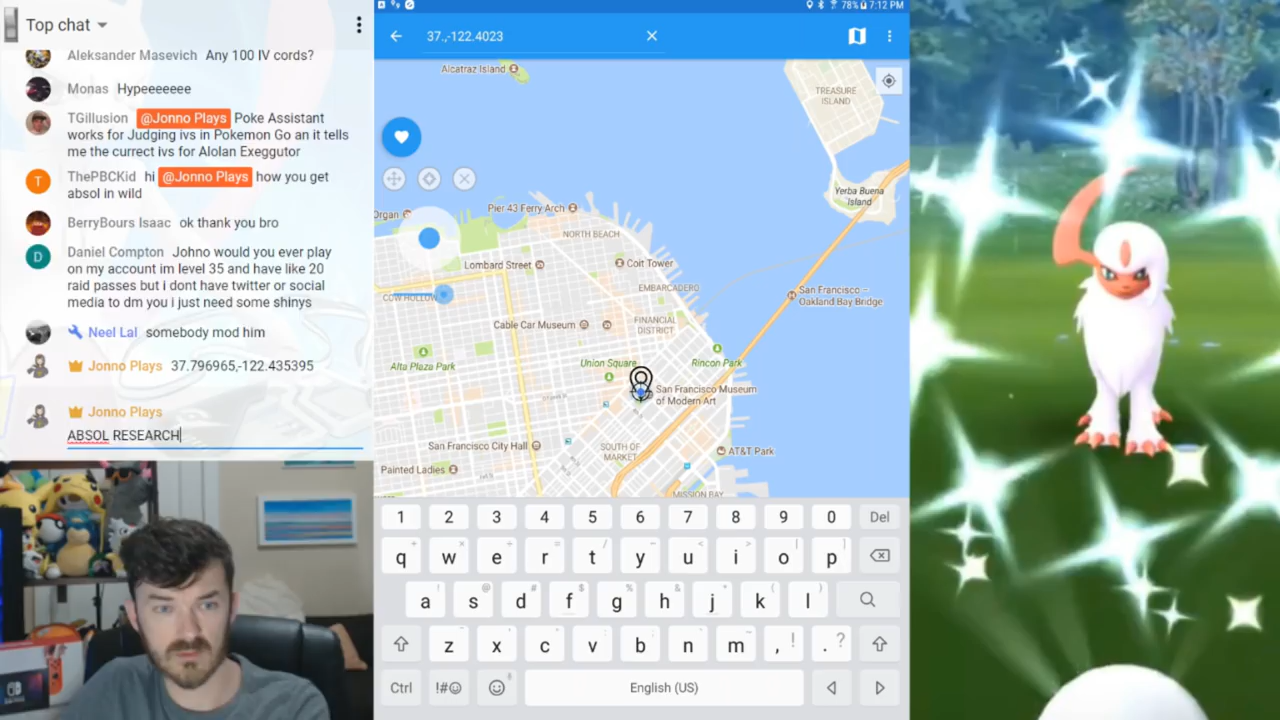 Top chat
Aleksander Masevich Any 100 IV cords?
Monas Hypeeeeeee
TGillusion @Jonno Plays Poke Assistant
works for Judging ivs in Pokemon Go an it tells
me the currect ivs for Alolan Exeggutor
T
ThePBCKid hi @Jonno Plays how you get
absol in wild
BerryBours Isaac ok thank you bro
D
Daniel Compton Johno would you ever play
on my account im level 35 and have like 20
raid passes but i dont have twitter or social
media to dm you i just need some shinys
Neel Lal somebody mod him
Jonno Plays 37.796965,-122.435395
Jonno Plays
ABSOL RESEARCH
78% 7:12 PM
37.,-122.4023
Alcatraz Island
TREASURE
ISLAND
Yerba Buena
Island
Organ
Pier 43 Ferry Arch
NORTH BEACH
Lombard Street
Coit Tower
EMBARCADERO
COW HOLLOW
San Francisco –
Oakland Bay Bridge
Cable Car Museum
FINANCIAL
DISTRICT
Alta Plaza Park
Union Square
Rincon Park
San Francisco Museum
of Modern Art
San Francisco City Hall
SOUTH OF
MARKET
AT&T Park
Painted Ladies
MISSION BAY
1 2 3 4 5 6 7 8 9 0 Del
q w e r t y u i o p
a s d f g h j k l
z x c v b n m , ! . ?
Ctrl !#☺ English (US)